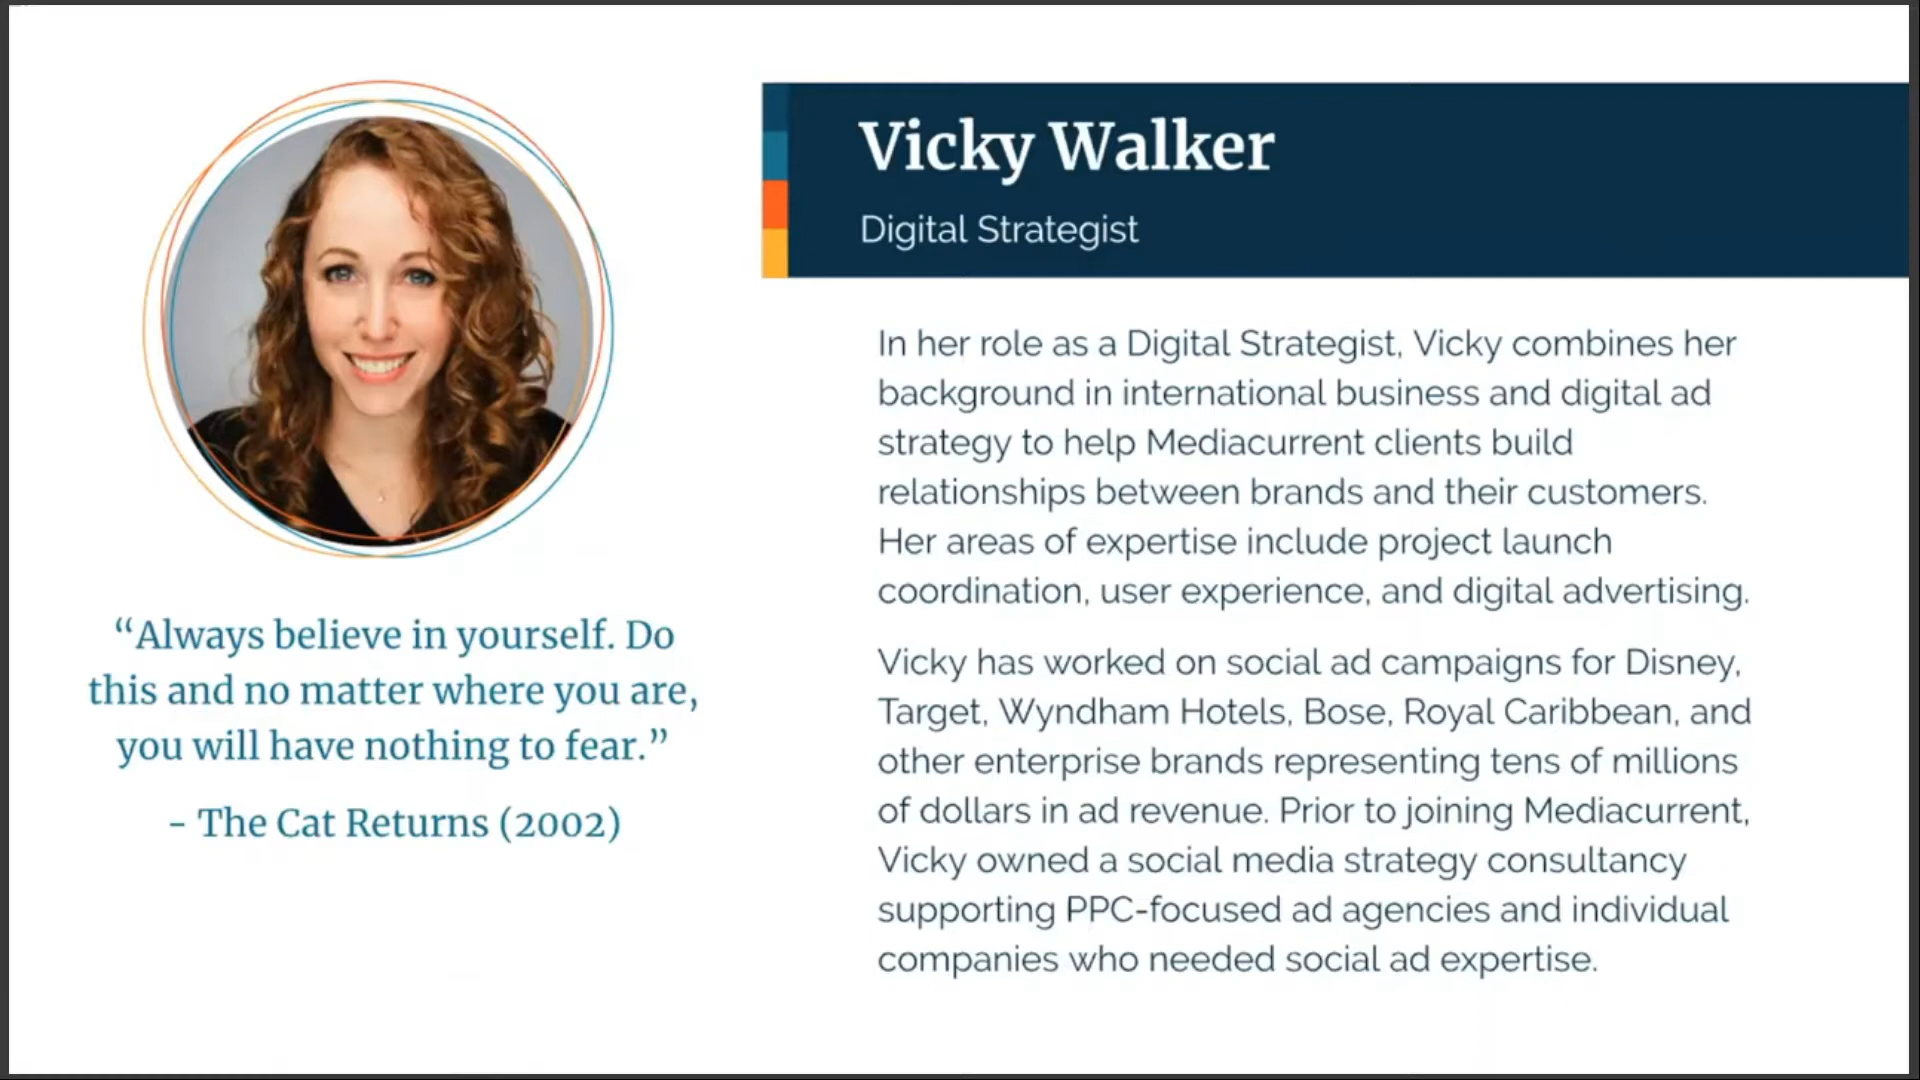 Vicky Walker
Digital Strategist
In her role as a Digital Strategist, Vicky combines her
background in international business and digital ad
strategy to help Mediacurrent clients build
relationships between brands and their customers.
Her areas of expertise include project launch
coordination, user experience, and digital advertising.
Vicky has worked on social ad campaigns for Disney,
Target, Wyndham Hotels, Bose, Royal Caribbean, and
other enterprise brands representing tens of millions
of dollars in ad revenue. Prior to joining Mediacurrent,
Vicky owned a social media strategy consultancy
supporting PPC-focused ad agencies and individual
companies who needed social ad expertise.
“Always believe in yourself. Do
this and no matter where you are,
you will have nothing to fear.”
- The Cat Returns (2002)